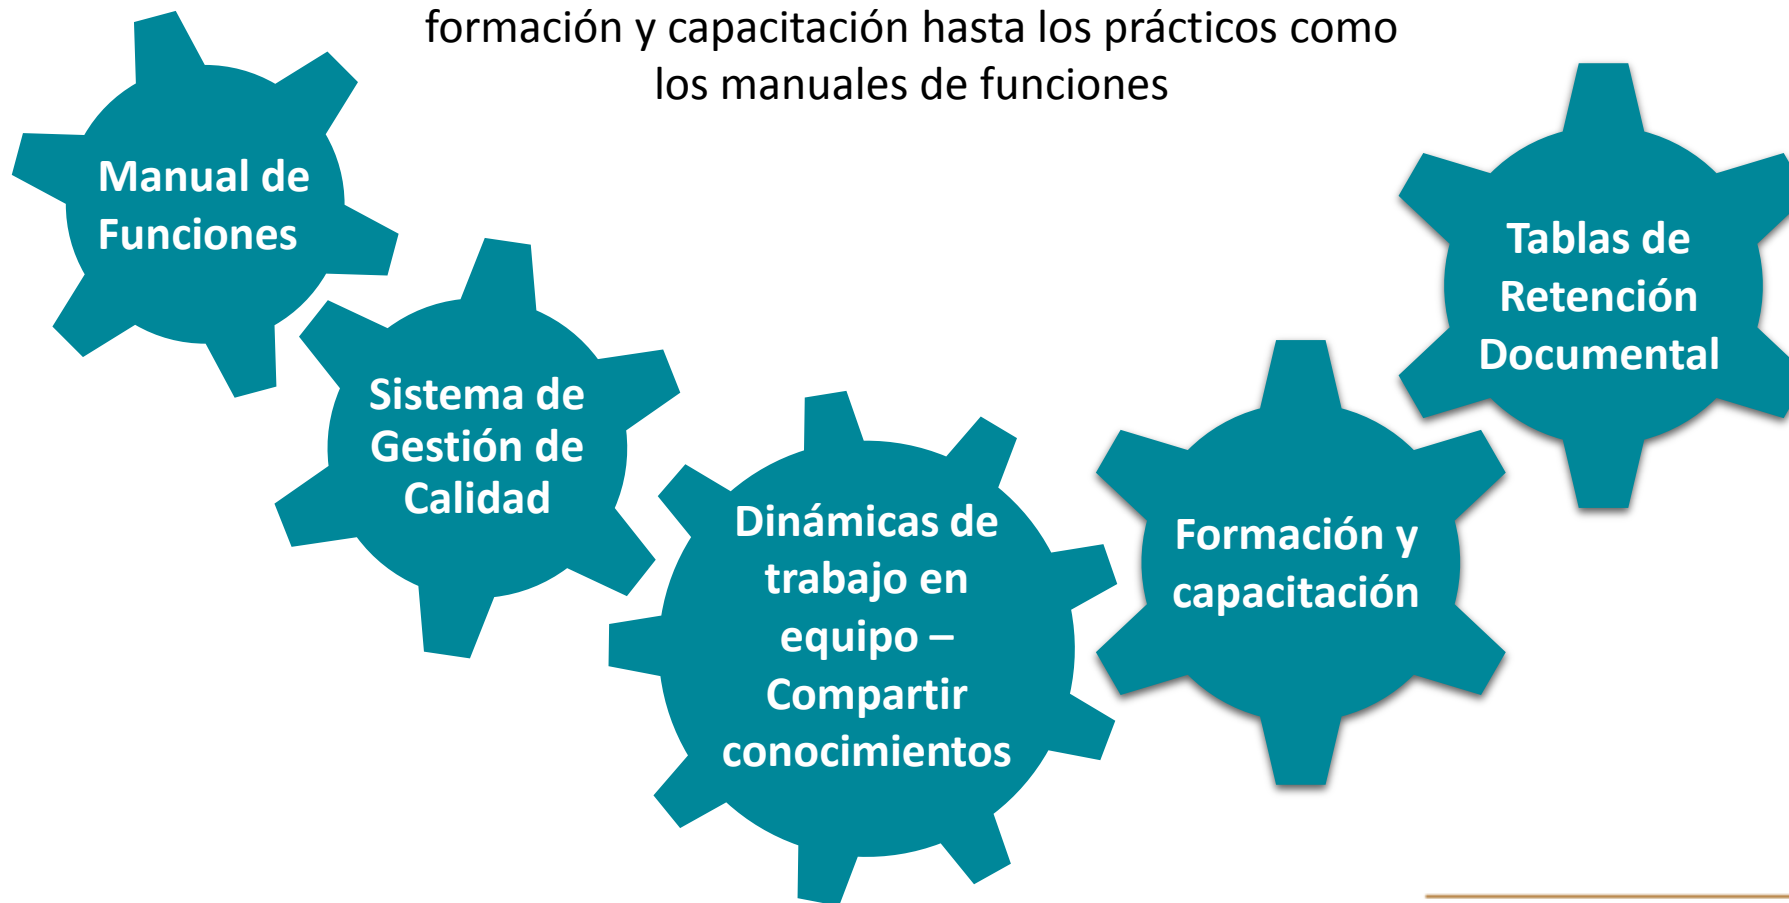 formación y capacitación hasta los prácticos como
los manuales de funciones
Manual de
Funciones
Sistema de
Gestión de
Calidad
Dinámicas de
trabajo en
equipo –
Compartir
conocimientos
Formación y
capacitación
Tablas de
Retención
Documental